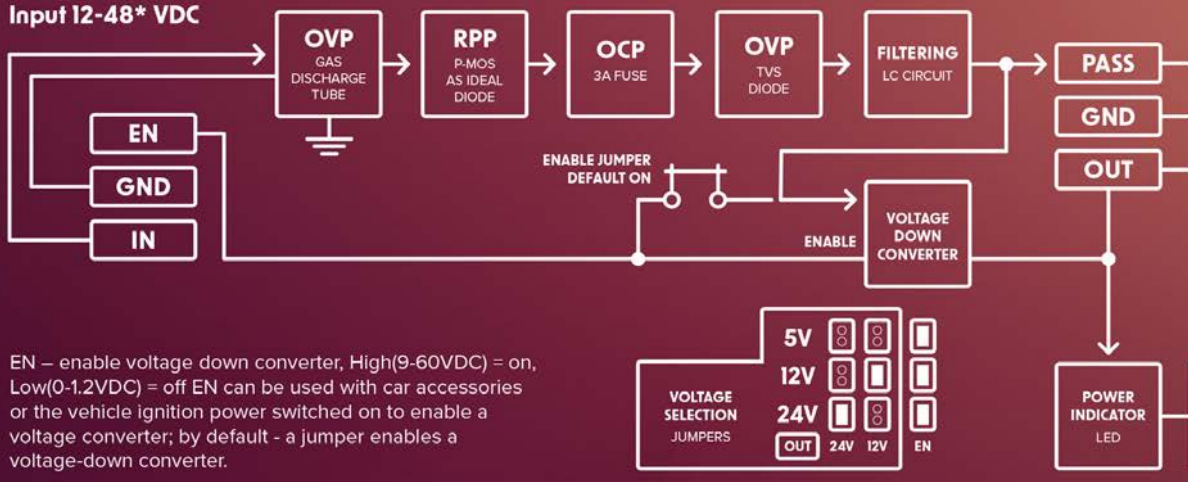 Input 12-48* VDC
OVP
GAS
DISCHARGE
TUBE
RPP
P-MOS
AS IDEAL
DIODE
OCP
3A FUSE
OVP
TVS
DIODE
FILTERING
LC CIRCUIT
PASS
GND
OUT
EN
GND
IN
ENABLE JUMPER
DEFAULT ON
ENABLE
VOLTAGE
DOWN
CONVERTER
EN – enable voltage down converter, High(9-60VDC) = on,
Low(0-1.2VDC) = off EN can be used with car accessories
or the vehicle ignition power switched on to enable a
voltage converter; by default - a jumper enables a
voltage-down converter.
VOLTAGE
SELECTION
JUMPERS
5V
12V
24V
OUT 24V 12V EN
POWER
INDICATOR
LED